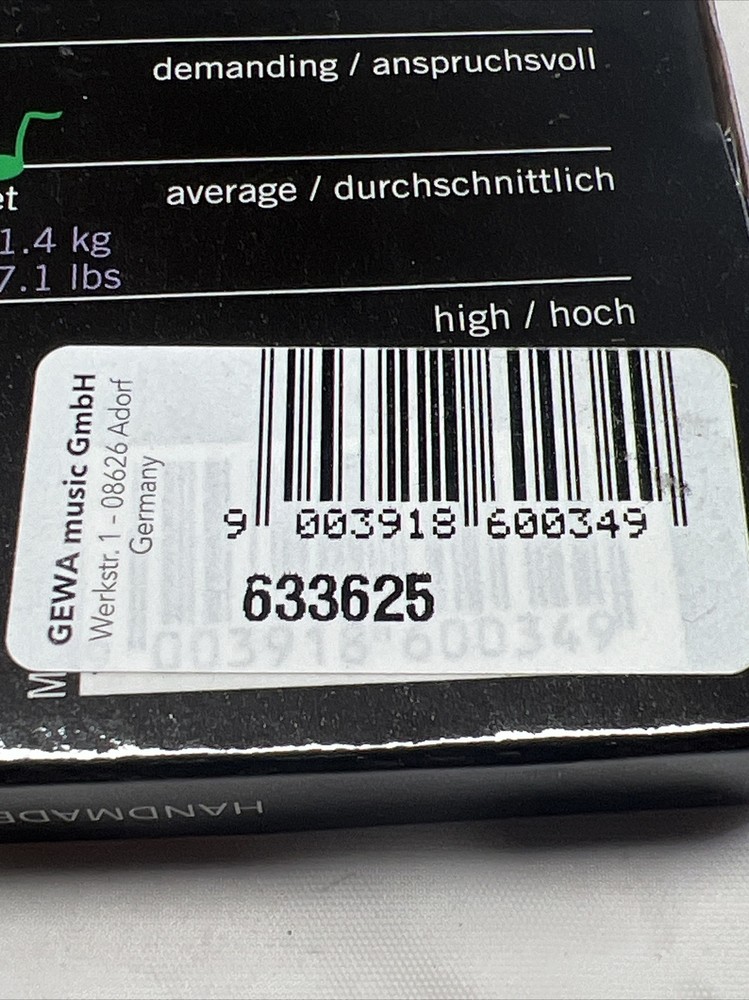 demanding / anspruchsvoll
et
average / durchschnittlich
1.4 kg
7.1 lbs
high / hoch
GEWA music GmbH
Werkstr. 1 - 08626 Adorf
Germany
9 003918 600349
633625
003918 600349
M
HANDMADE